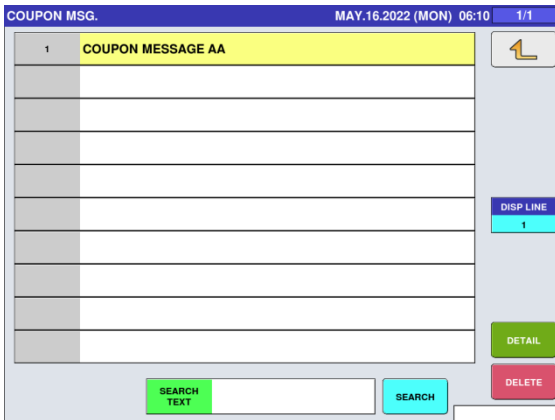 COUPON MSG. MAY.16.2022 (MON) 06:10 1/1
1 COUPON MESSAGE AA
DISP LINE
1
DETAIL
DELETE
SEARCH
TEXT
SEARCH